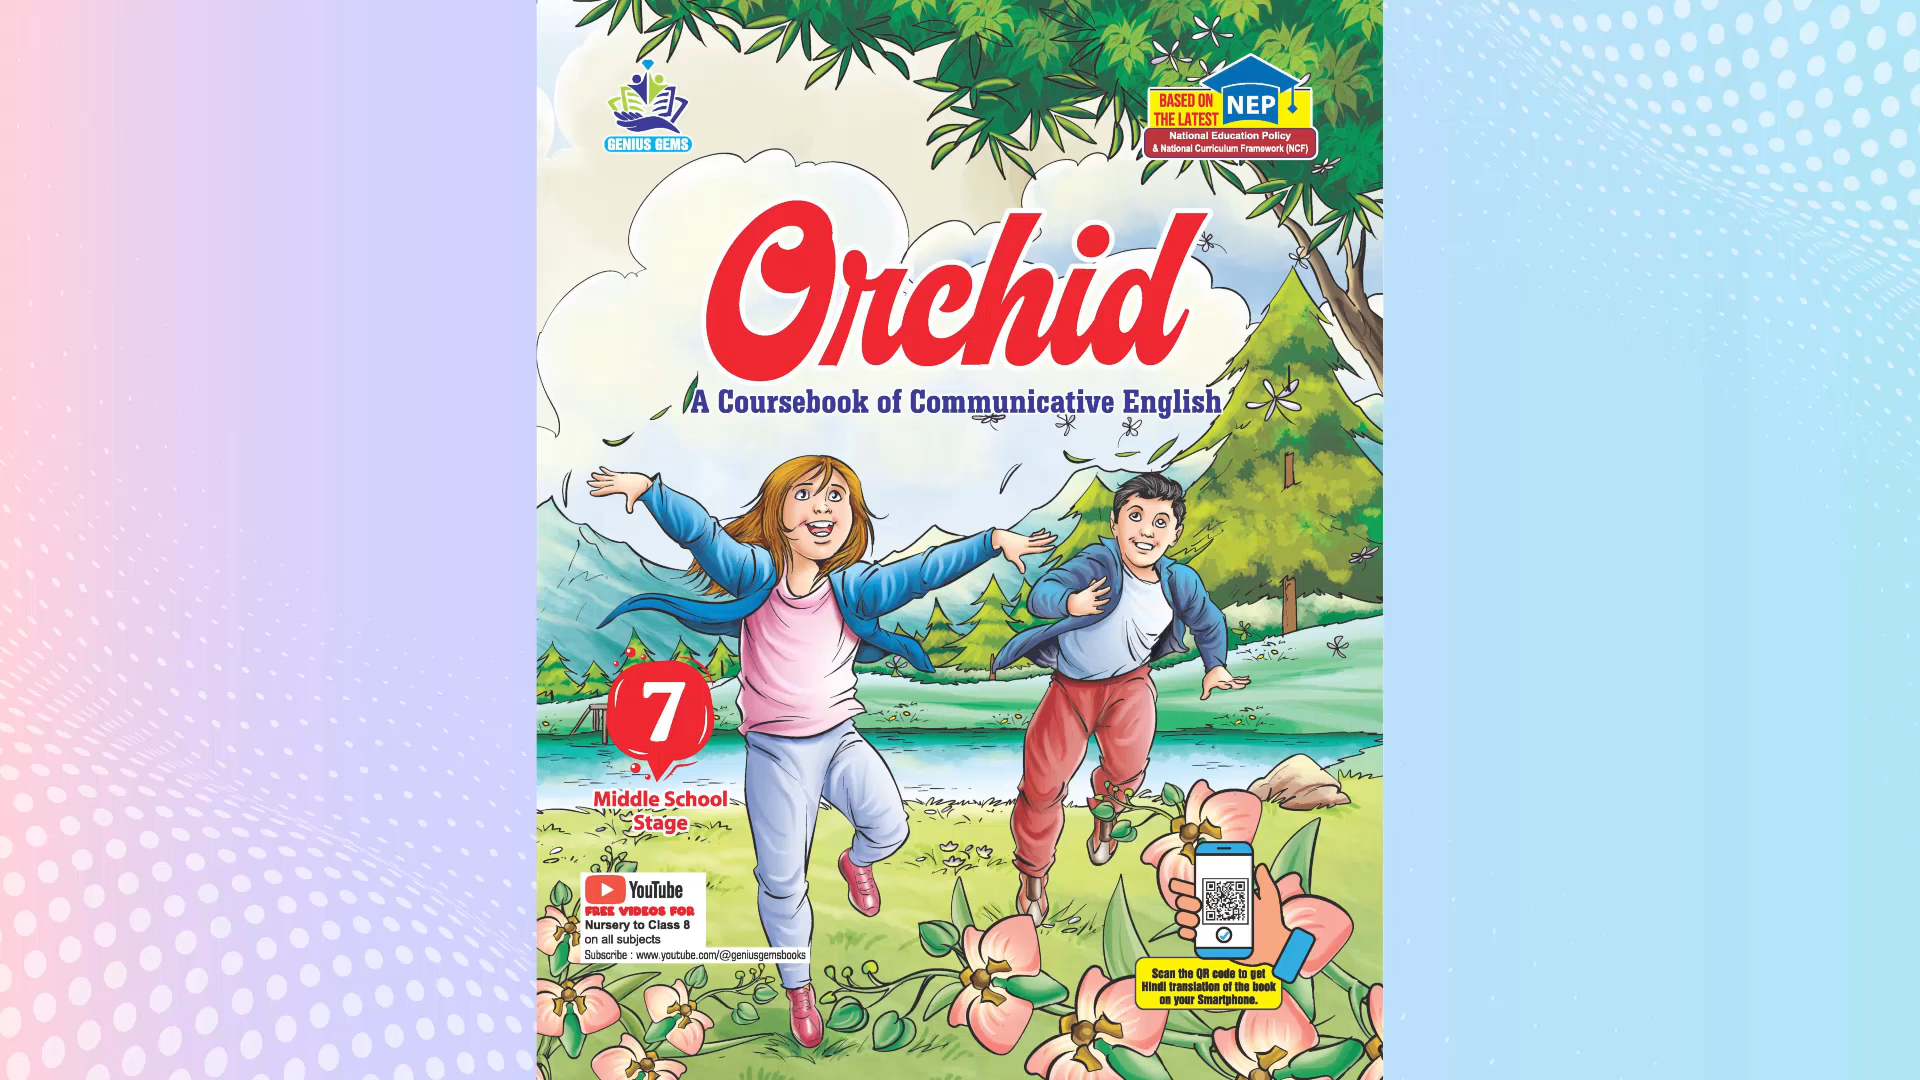 GENIUS GEMS
BASED ON
THE LATEST
NEP
National Education Policy
& National Curriculum Framework (NCF)
Orchid
A Coursebook of Communicative English
7
Middle School
Stage
YouTube
FREE VIDEOS FOR
Nursery to Class 8
on all subjects
Subscribe : www.youtube.com/@geniusgemsbooks
Scan the QR code to get
Hindi translation of the book
on your Smartphone.